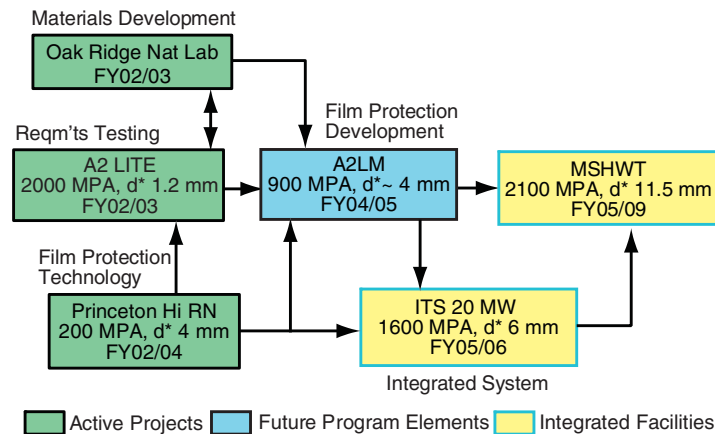 Materials Development
Oak Ridge Nat Lab
FY02/03
Film Protection
Development
Reqm'ts Testing
A2 LITE
2000 MPA, d* 1.2 mm
FY02/03
A2LM
900 MPA, d*~ 4 mm
FY04/05
MSHWT
2100 MPA, d* 11.5 mm
FY05/09
Film Protection
Technology
Princeton Hi RN
200 MPA, d* 4 mm
FY02/04
ITS 20 MW
1600 MPA, d* 6 mm
FY05/06
Integrated System
Active Projects
Future Program Elements
Integrated Facilities